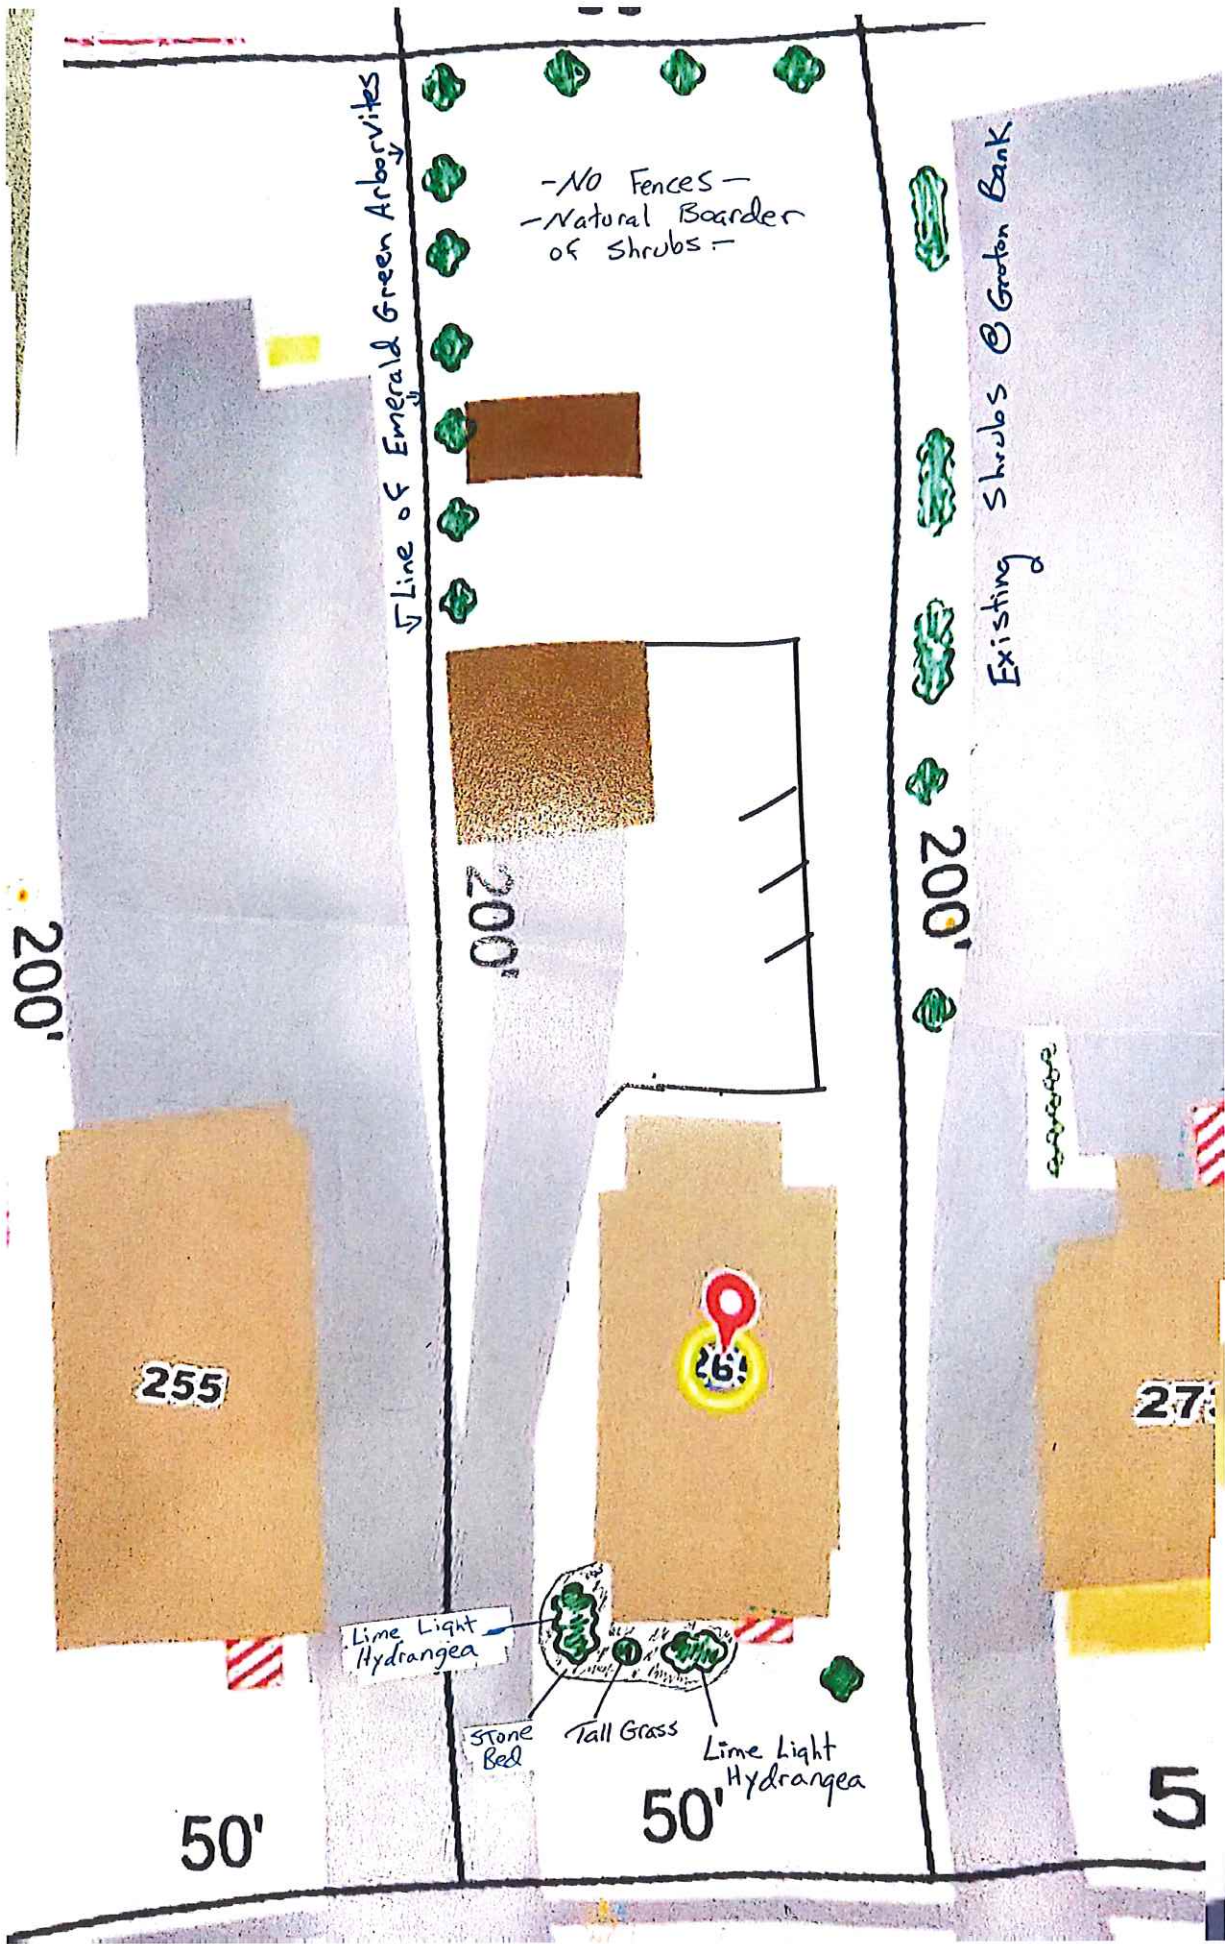 Line of Emerald Green Arborvites
-No Fences-
-Natural Boarder
of Shrubs-
Existing Shrubs @ Groton Bank
200'
200'
200'
255
Lime Light
Hydrangea
Stone
Bed
Tall Grass
Lime Light
Hydrangea
50'
50'
5